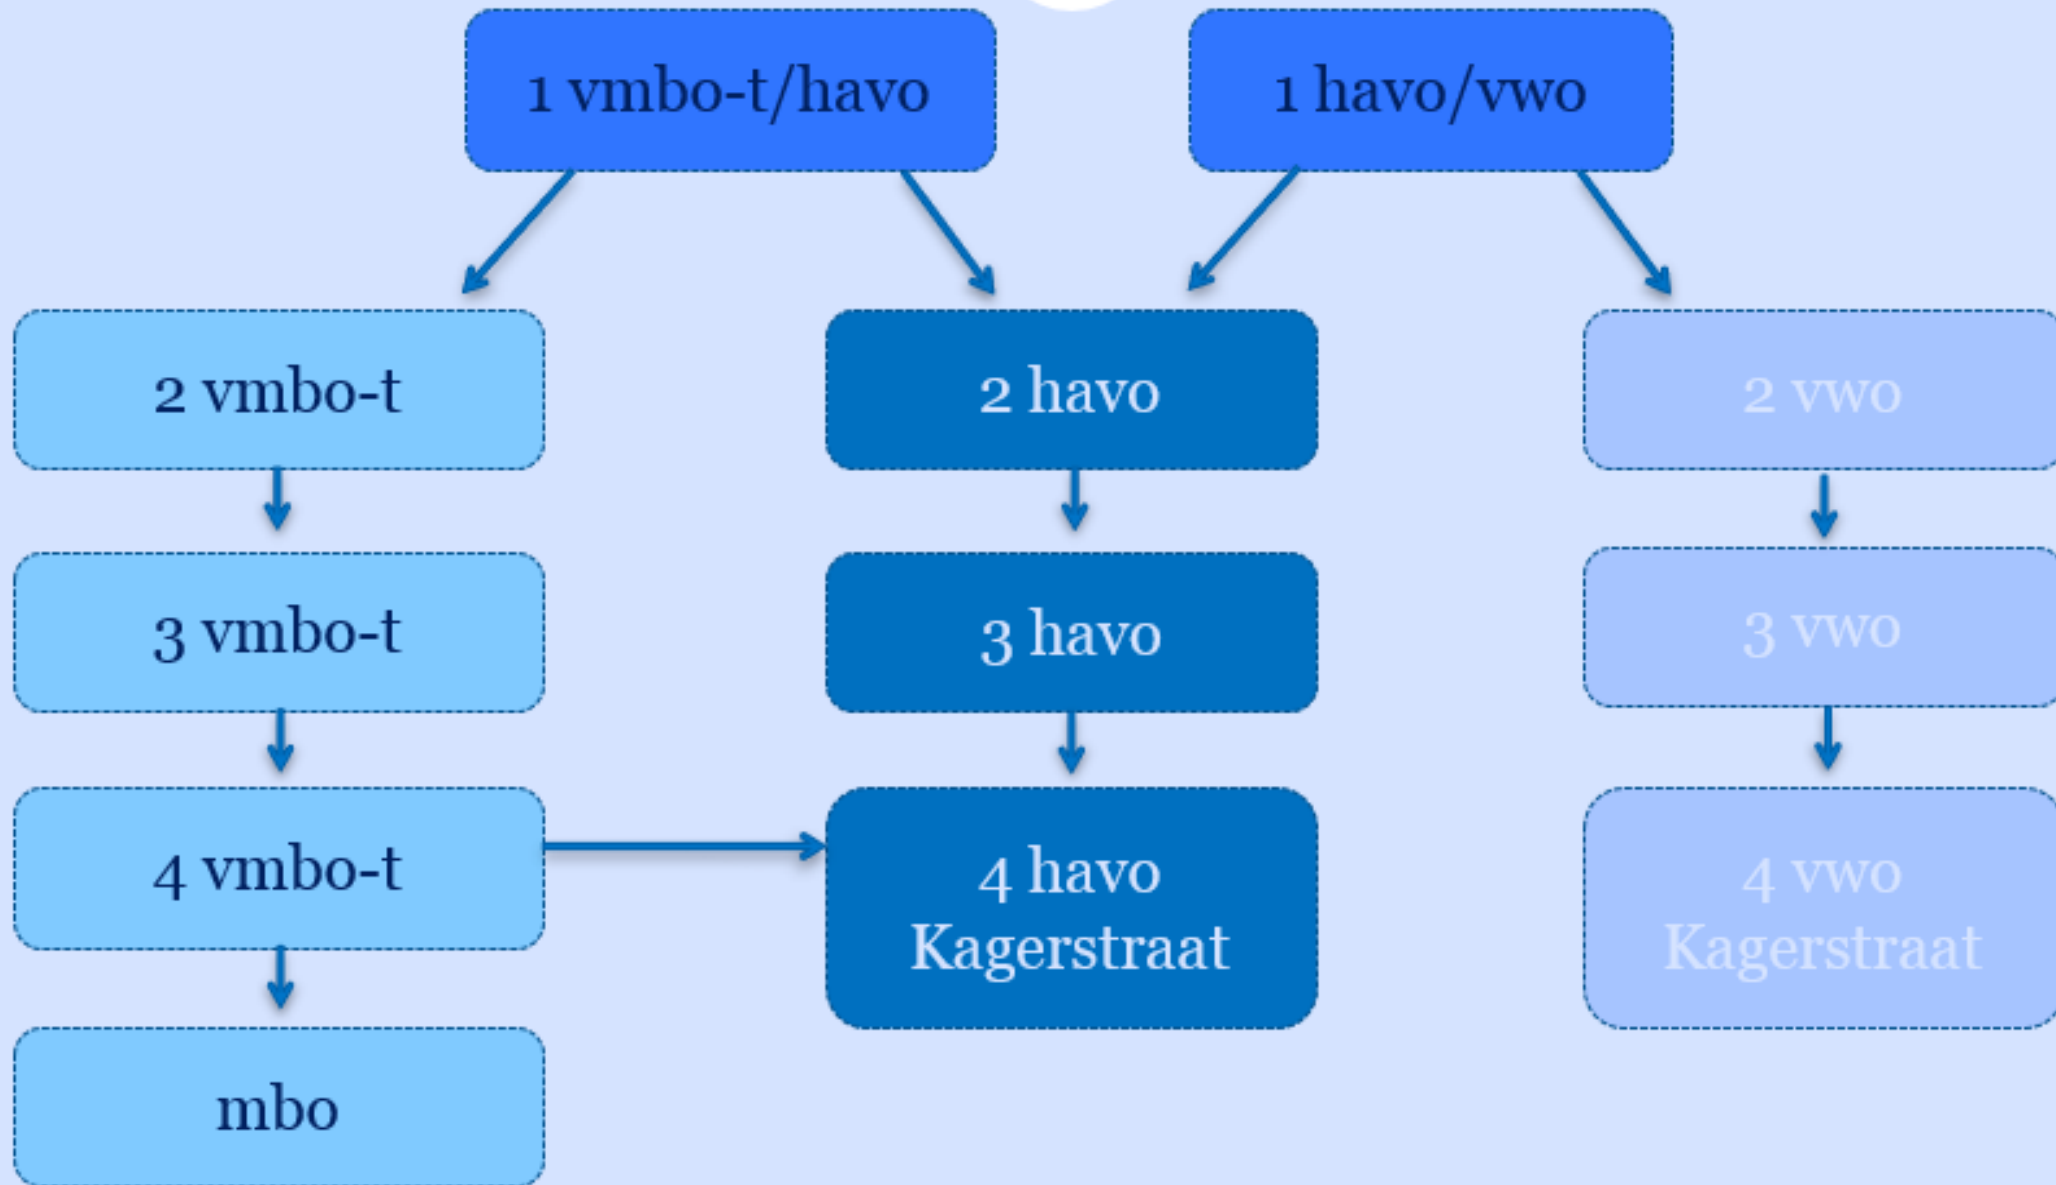 1 vmbo-t/havo
1 havo/vwo
2 vmbo-t
2 havo
2 vwo
3 vmbo-t
3 havo
3 vwo
4 vmbo-t
4 havo
Kagerstraat
4 vwo
Kagerstraat
mbo